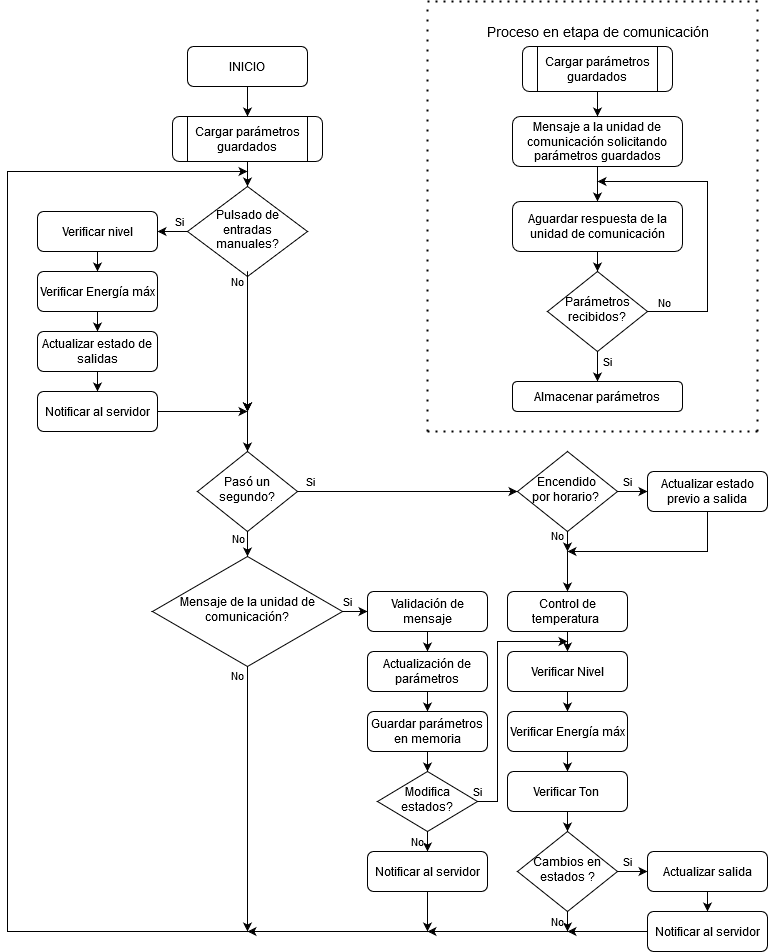 Proceso en etapa de comunicación
Cargar parámetros
guardados
Mensaje a la unidad de
comunicación solicitando
parámetros guardados
Aguardar respuesta de la
unidad de comunicación
Parámetros
recibidos?
No
Si
Almacenar parámetros
INICIO
Cargar parámetros
guardados
Pulsado de
entradas
manuales?
Si
No
Verificar nivel
Verificar Energía máx
Actualizar estado de
salidas
Notificar al servidor
Pasó un
segundo?
Si
No
Encendido
por horario?
Si
No
Actualizar estado
previo a salida
Mensaje de la unidad de
comunicación?
Si
No
Validación de
mensaje
Actualización de
parámetros
Guardar parámetros
en memoria
Modifica
estados?
Si
No
Notificar al servidor
Control de
temperatura
Verificar Nivel
Verificar Energía máx
Verificar Ton
Cambios en
estados ?
Si
No
Actualizar salida
Notificar al servidor